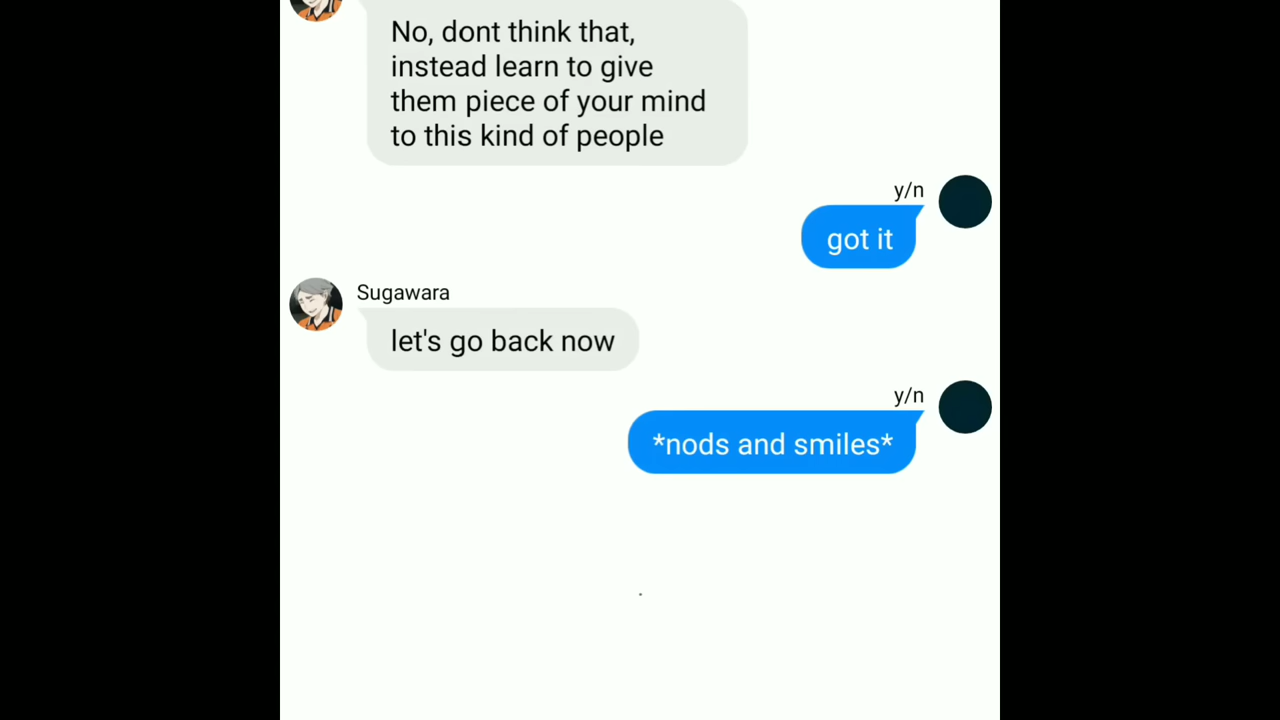 No, dont think that,
instead learn to give
them piece of your mind
to this kind of people
y/n
got it
Sugawara
let's go back now
y/n
*nods and smiles*
.